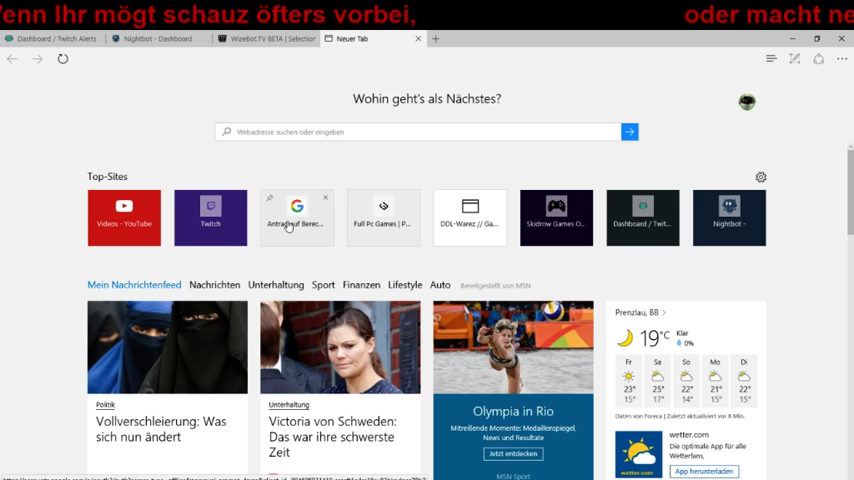 Wenn Ihr mögt schauz öfters vorbei,
oder macht ne
Dashboard / Twitch Alerts
Nightbot - Dashboard
WizeBot.TV BETA | Selection
Neuer Tab
Wohin geht's als Nächstes?
Webadresse suchen oder eingeben
Top-Sites
Videos - YouTube
Twitch
Antrag auf Berec...
Full Pc Games | P...
DDL-Warez // Ga...
Skidrow Games O...
Dashboard / Twit...
Nightbot -
Mein Nachrichtenfeed Nachrichten Unterhaltung Sport Finanzen Lifestyle Auto Bereitgestellt von MSN
Politik
Vollverschleierung: Was
sich nun ändert
Unterhaltung
Victoria von Schweden:
Das war ihre schwerste
Zeit
Olympia in Rio
Mitreißende Momente: Medaillenspiegel,
News und Resultate
Jetzt entdecken
MSN Sport
Prenzlau, BB >
19°C
Klar
0%
Fr Sa So Mo Di
23° 25° 22° 21° 22°
15° 17° 14° 15° 15°
Daten von Foreca | Zuletzt aktualisiert vor 8 Min.
wetter.com
wetter.com
Die optimale App für alle
Wetterfans,
App herunterladen